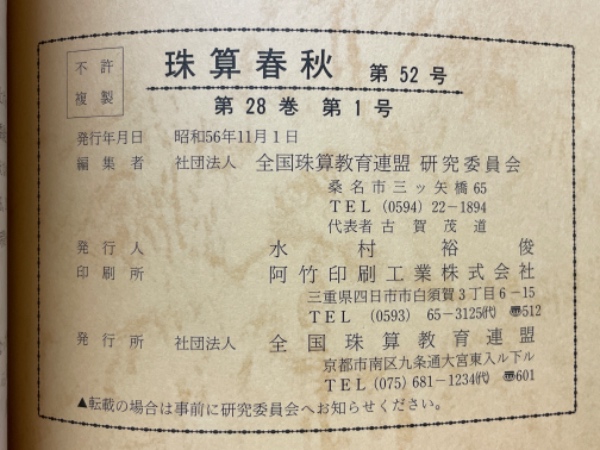 不許
複製
珠算春秋 第52号
第28巻 第1号
発行年月日 昭和56年11月1日
編集者 社団法人 全国珠算教育連盟 研究委員会
桑名市三ッ矢橋65
TEL (0594) 22-1894
代表者 古賀茂道
発行人 水村裕俊
印刷所 阿竹印刷工業株式会社
三重県四日市市白須賀3丁目6-15
TEL (0593) 65-3125㈹ 〠512
発行所 社団法人 全国珠算教育連盟
京都市南区九条通大宮東入ル下ル
TEL (075) 681-1234㈹ 〠601
▲転載の場合は事前に研究委員会へお知らせください。